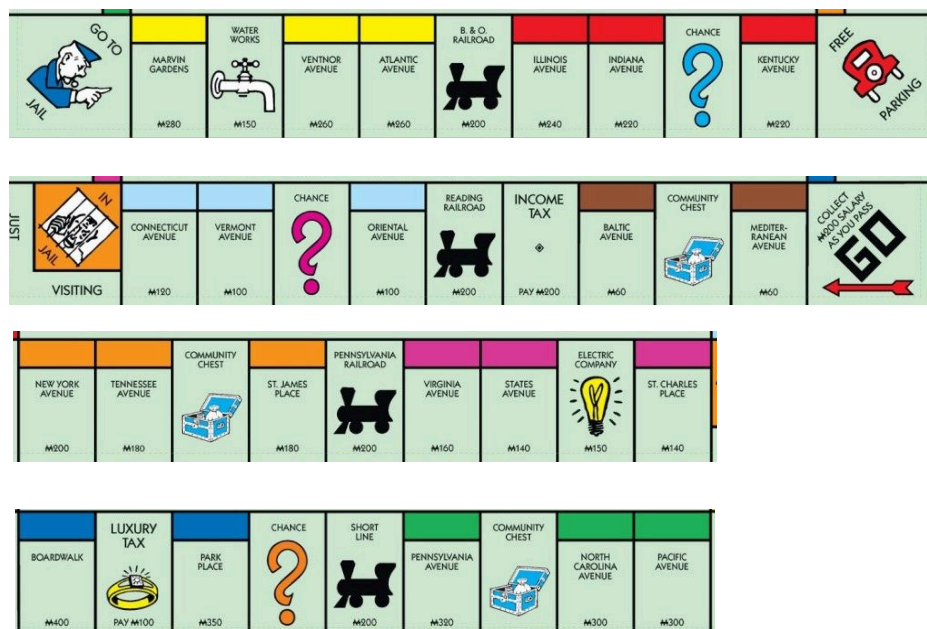 GO TO
JAIL
MARVIN
GARDENS
M280
WATER
WORKS
M150
VENTNOR
AVENUE
M260
ATLANTIC
AVENUE
M260
B. & O.
RAILROAD
M200
ILLINOIS
AVENUE
M240
INDIANA
AVENUE
M220
CHANCE
?
KENTUCKY
AVENUE
M220
FREE
PARKING
JUST
VISITING
IN
JAIL
CONNECTICUT
AVENUE
M120
VERMONT
AVENUE
M100
CHANCE
?
ORIENTAL
AVENUE
M100
READING
RAILROAD
M200
INCOME
TAX
PAY M200
BALTIC
AVENUE
M60
COMMUNITY
CHEST
MEDITER-
RANEAN
AVENUE
M60
COLLECT
M200 SALARY
AS YOU PASS
GO
NEW YORK
AVENUE
M200
TENNESSEE
AVENUE
M180
COMMUNITY
CHEST
ST. JAMES
PLACE
M180
PENNSYLVANIA
RAILROAD
M200
VIRGINIA
AVENUE
M160
STATES
AVENUE
M140
ELECTRIC
COMPANY
M150
ST. CHARLES
PLACE
M140
BOARDWALK
M400
LUXURY
TAX
PAY M100
PARK
PLACE
M350
CHANCE
?
SHORT
LINE
M200
PENNSYLVANIA
AVENUE
M320
COMMUNITY
CHEST
NORTH
CAROLINA
AVENUE
M300
PACIFIC
AVENUE
M300